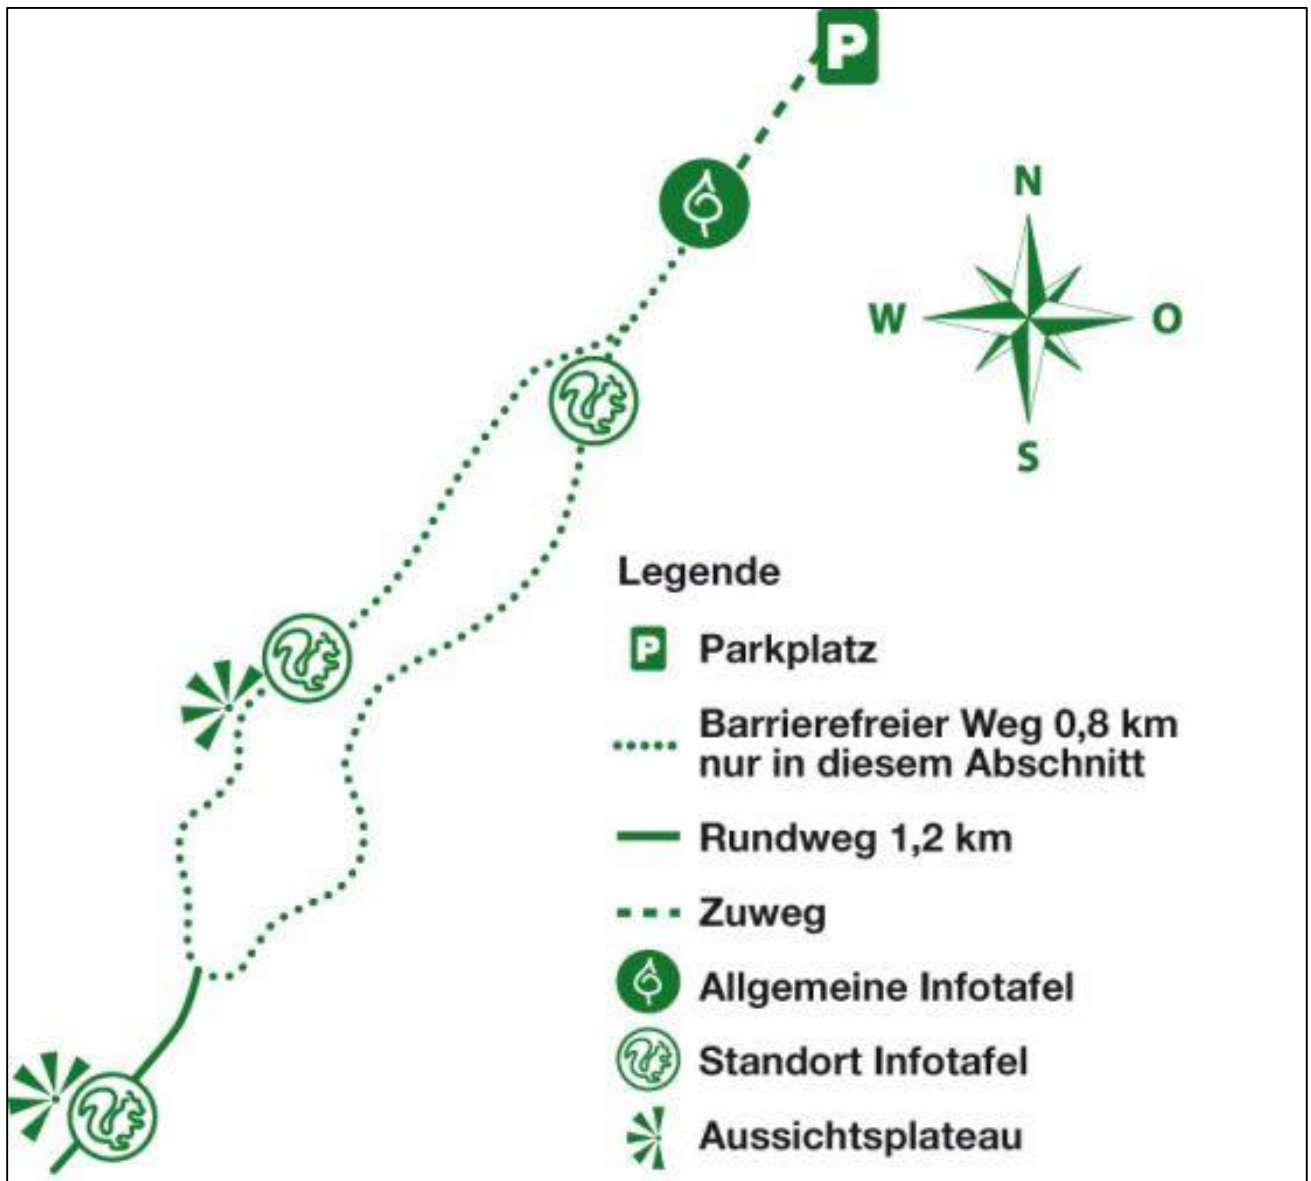 P
N
W
O
S
Legende
P Parkplatz
Barrierefreier Weg 0,8 km
nur in diesem Abschnitt
Rundweg 1,2 km
Zuweg
Allgemeine Infotafel
Standort Infotafel
Aussichtsplateau